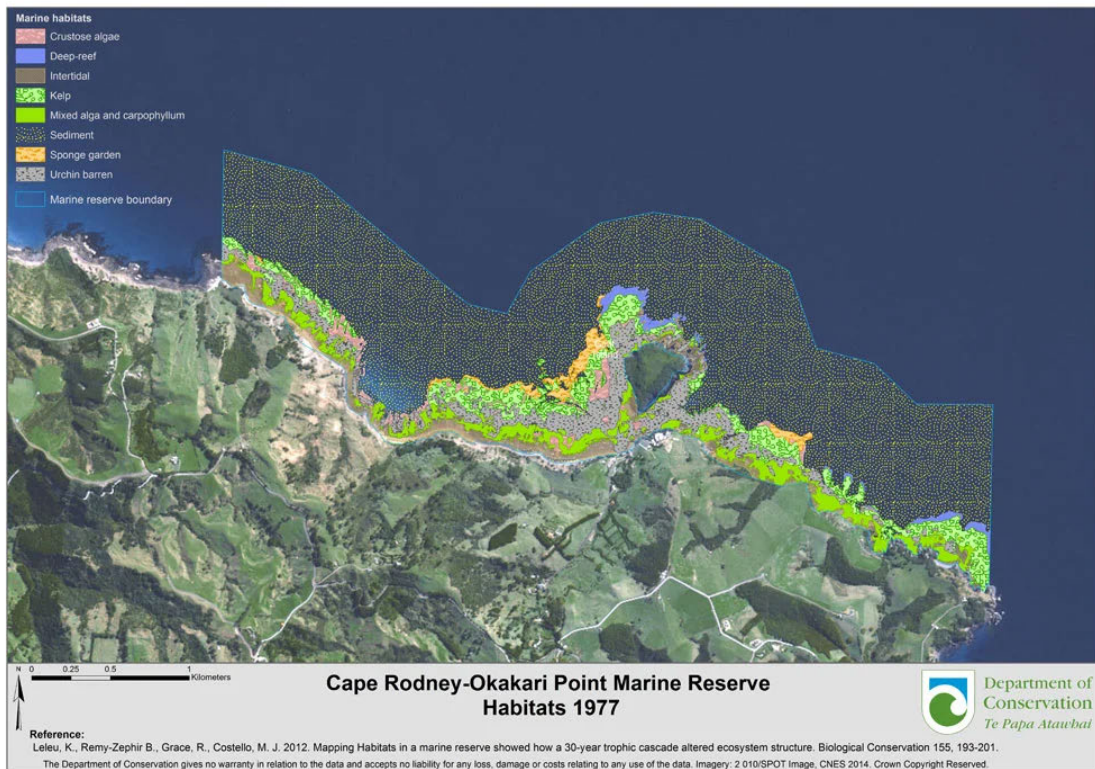 Marine habitats
Crustose algae
Deep-reef
Intertidal
Kelp
Mixed alga and carpophyllum
Sediment
Sponge garden
Urchin barren
Marine reserve boundary
N
0 0.25 0.5 1
Kilometers
Cape Rodney-Okakari Point Marine Reserve
Habitats 1977
Department of
Conservation
Te Papa Atawhai
Reference:
Leleu, K., Remy-Zephir B., Grace, R., Costello, M. J. 2012. Mapping Habitats in a marine reserve showed how a 30-year trophic cascade altered ecosystem structure. Biological Conservation 155, 193-201.
The Department of Conservation gives no warranty in relation to the data and accepts no liability for any loss, damage or costs relating to any use of the data. Imagery: 2 010/SPOT Image, CNES 2014. Crown Copyright Reserved.